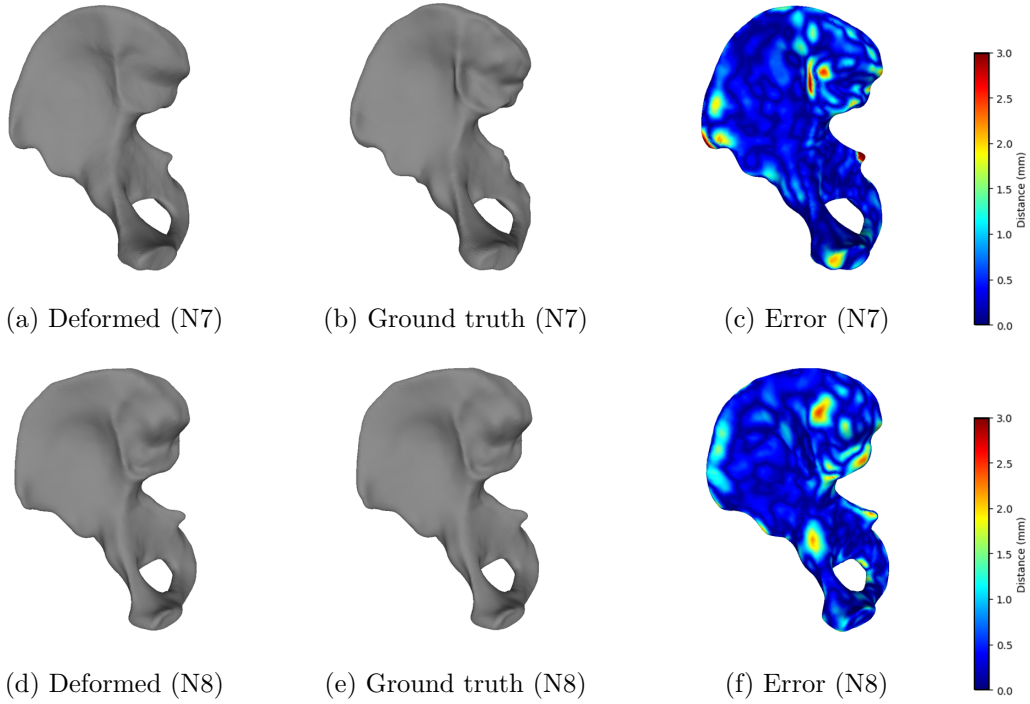 3.0
2.5
2.0
1.5
1.0
0.5
0.0
Distance (mm)
(a) Deformed (N7)
(b) Ground truth (N7)
(c) Error (N7)
3.0
2.5
2.0
1.5
1.0
0.5
0.0
Distance (mm)
(d) Deformed (N8)
(e) Ground truth (N8)
(f) Error (N8)